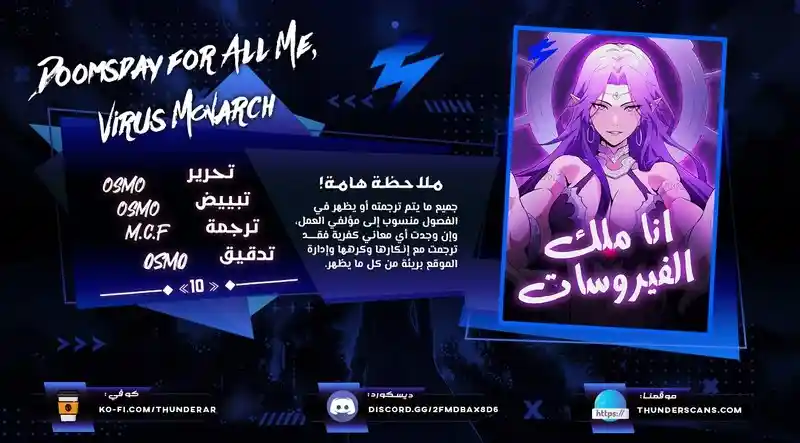 DOOMSDAY FOR ALL ME,
VIRUS MONARCH
OSMO تحرير
OSMO تبييض
M.C.F ترجمة
OSMO تدقيق
«10»
ملاحظة هامة!
جميع ما يتم ترجمته أو يظهر في
الفصول منسوب إلى مؤلفي العمل،
وإن وجدت أي معاني كفرية فقد
ترجمت مع إنكارها وكرهها وإدارة
الموقع بريئة من كل ما يظهر.
انا ملك
الفيروسات
كوفي:
KO-FI.COM/THUNDERAR
ديسكورد:
DISCORD.GG/2FMDBAX8D6
موقعنا:
https://
THUNDERSCANS.COM